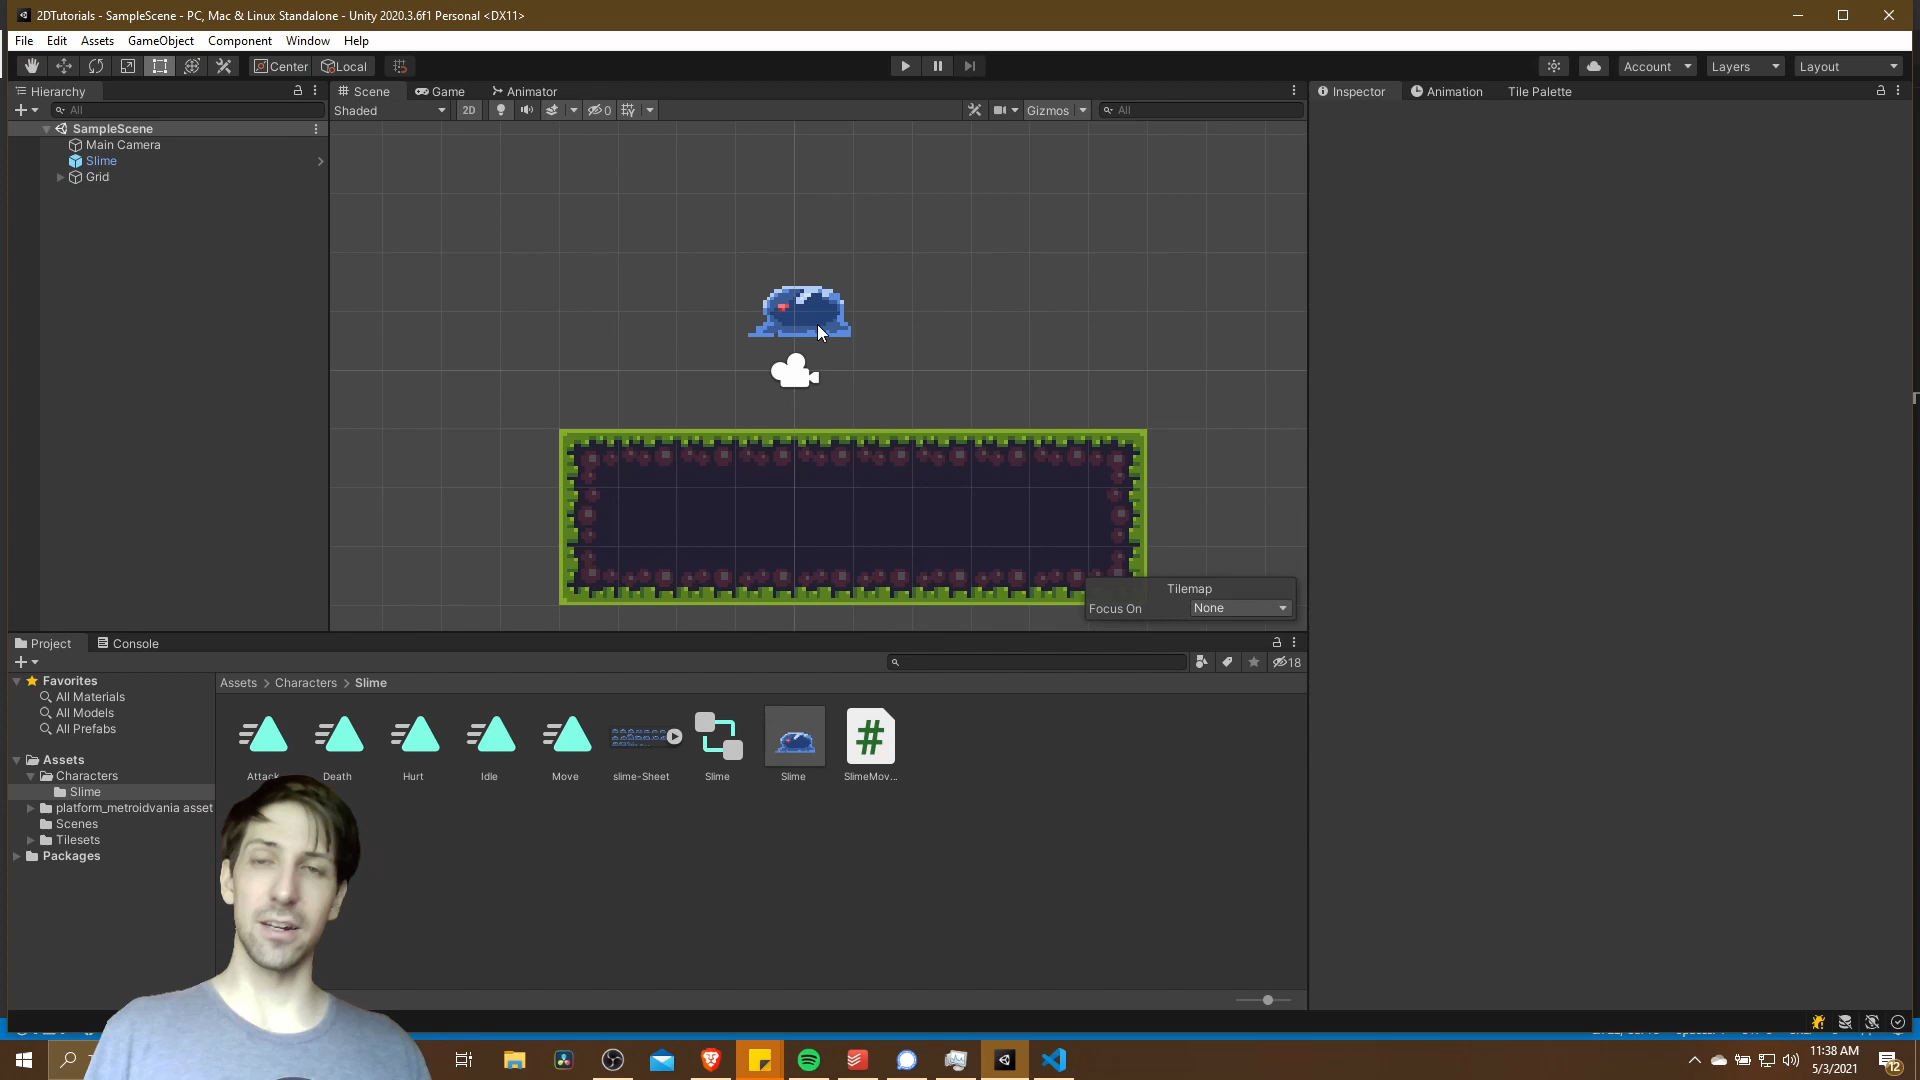 2DTutorials - SampleScene - PC, Mac & Linux Standalone - Unity 2020.3.6f1 Personal <DX11>
File Edit Assets GameObject Component Window Help
Center Local Account Layers Layout
Hierarchy Scene Game Animator Inspector Animation Tile Palette
All Shaded 2D 0 Gizmos All
SampleScene
Main Camera
Slime
Grid
Tilemap
Focus On None
Project Console
18
Favorites
All Materials
All Models
All Prefabs
Assets
Characters
Slime
platform_metroidvania asset
Scenes
Tilesets
Packages
Assets > Characters > Slime
Attack Death Hurt Idle Move slime-Sheet Slime Slime SlimeMov...
#
11:38 AM
5/3/2021
12